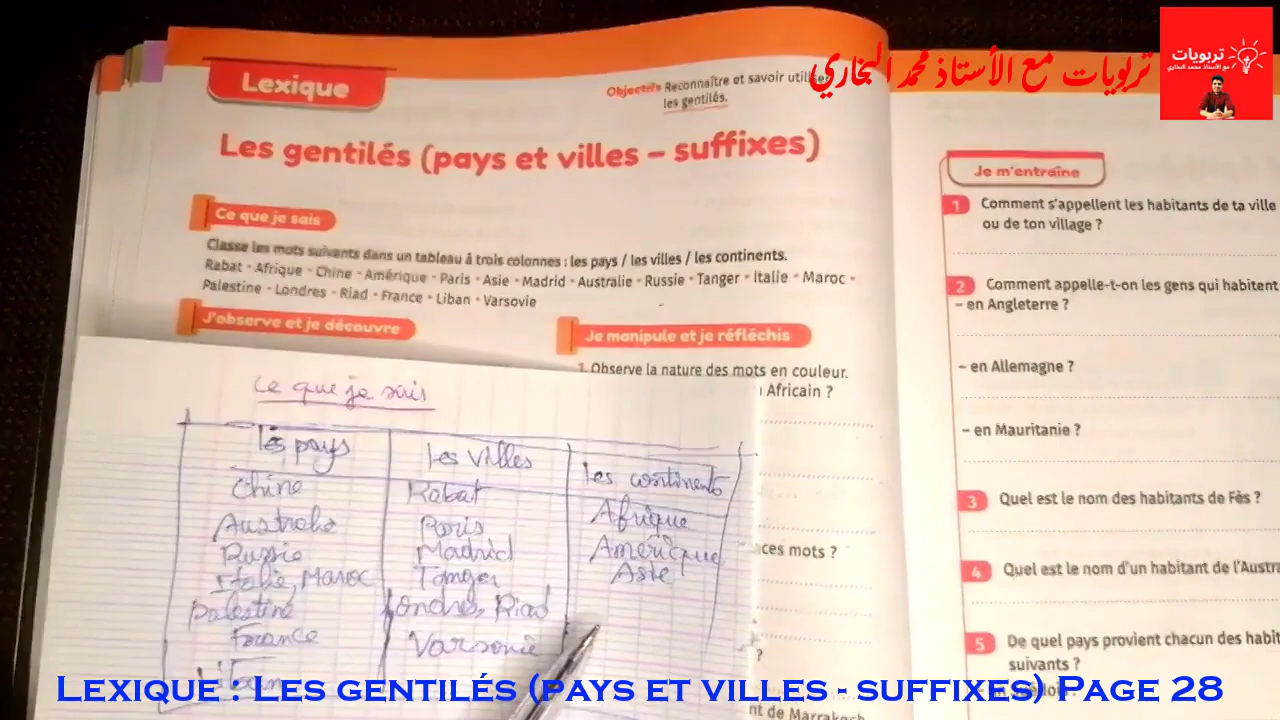 تربويات مع الأستاذ محمد البخاري
تربويات
مع الأستاذ محمد البخاري
Lexique
Objectifs Reconnaître et savoir utiliser
les gentilés.
Les gentilés (pays et villes – suffixes)
Ce que je sais
Classe les mots suivants dans un tableau à trois colonnes : les pays / les villes / les continents.
Rabat - Afrique - Chine - Amérique - Paris - Asie - Madrid - Australie - Russie - Tanger - Italie - Maroc -
Palestine - Londres - Riad - France - Liban - Varsovie
J'observe et je découvre
Je manipule et je réfléchis
1. Observe la nature des mots en couleur.
Africain ?
ces mots ?
?
nt de Marrakech
Ce que je sais
les pays
les villes
les continents
Chine
Rabat
Afrique
Australie
Paris
Amérique
Russie
Madrid
Asie
Italie, Maroc
Tanger
Palestine
Londres, Riad
France
Varsovie
Je m'entraîne
1 Comment s'appellent les habitants de ta ville
ou de ton village ?
2 Comment appelle-t-on les gens qui habitent
– en Angleterre ?
– en Allemagne ?
– en Mauritanie ?
3 Quel est le nom des habitants de Fès ?
4 Quel est le nom d'un habitant de l'Austra
5 De quel pays provient chacun des habit
suivants ?
Lexique : Les gentilés (pays et villes - suffixes) Page 28